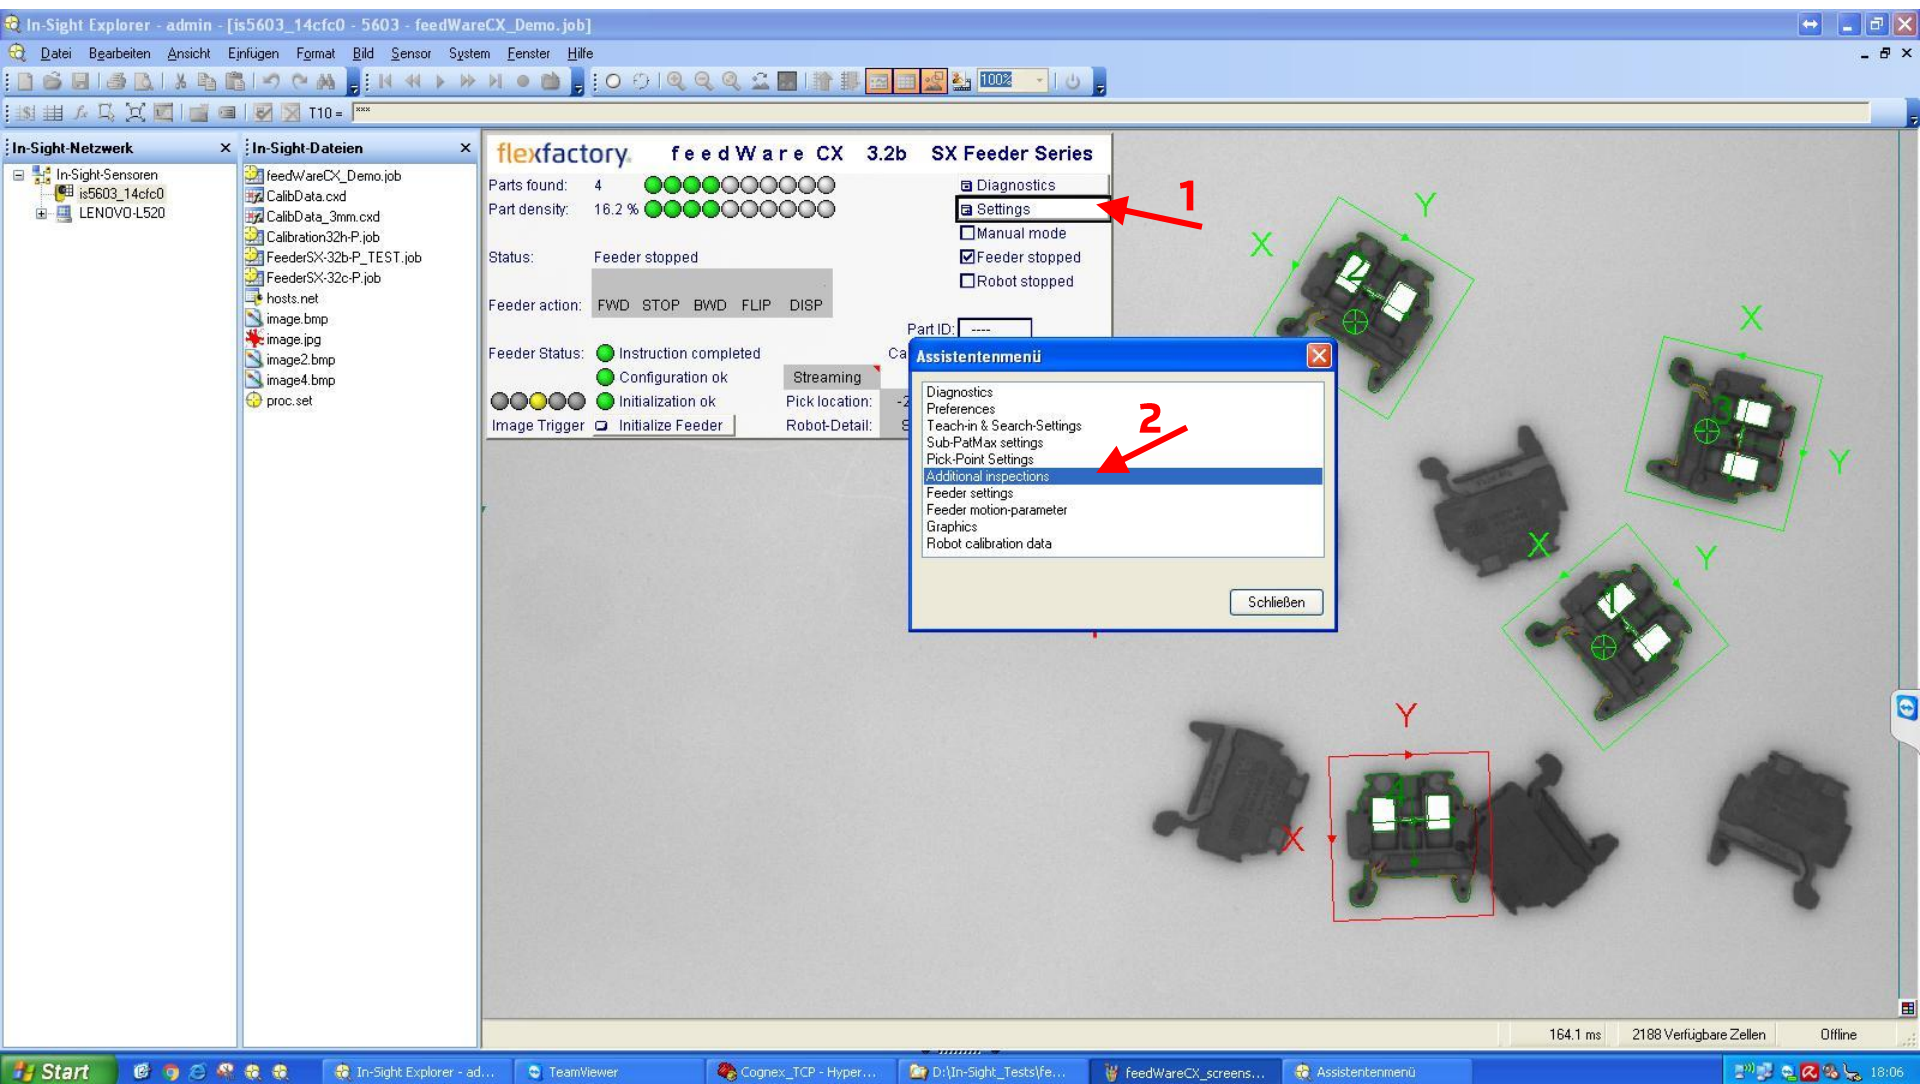 In-Sight Explorer - admin - [is5603_14cfc0 - 5603 - feedWareCX_Demo.job]
Datei Bearbeiten Ansicht Einfügen Format Bild Sensor System Fenster Hilfe
100%
T10 = ***
In-Sight-Netzwerk
In-Sight-Sensoren
is5603_14cfc0
LENOVO-L520
In-Sight-Dateien
feedWareCX_Demo.job
CalibData.cxd
CalibData_3mm.cxd
Calibration32h-P.job
FeederSX-32b-P_TEST.job
FeederSX-32c-P.job
hosts.net
image.bmp
image.jpg
image2.bmp
image4.bmp
proc.set
flexfactory. feedWare CX 3.2b SX Feeder Series
Parts found: 4 Diagnostics
Part density: 16.2 % Settings
Manual mode
Status: Feeder stopped Feeder stopped
Robot stopped
Feeder action: FWD STOP BWD FLIP DISP
Part ID: ----
Feeder Status: Instruction completed Ca
Configuration ok Streaming
Initialization ok Pick location: -2
Image Trigger Initialize Feeder Robot-Detail: S
1
2
Assistentenmenü
Diagnostics
Preferences
Teach-in & Search-Settings
Sub-PatMax settings
Pick-Point Settings
Additional inspections
Feeder settings
Feeder motion-parameter
Graphics
Robot calibration data
Schließen
X Y
2
X
3
Y
X Y
1
Y
4
X
164.1 ms 2188 Verfügbare Zellen Offline
Start In-Sight Explorer - ad... TeamViewer Cognex_TCP - Hyper... D:\In-Sight_Tests\fe... feedWareCX_screens... Assistentenmenü 18:06